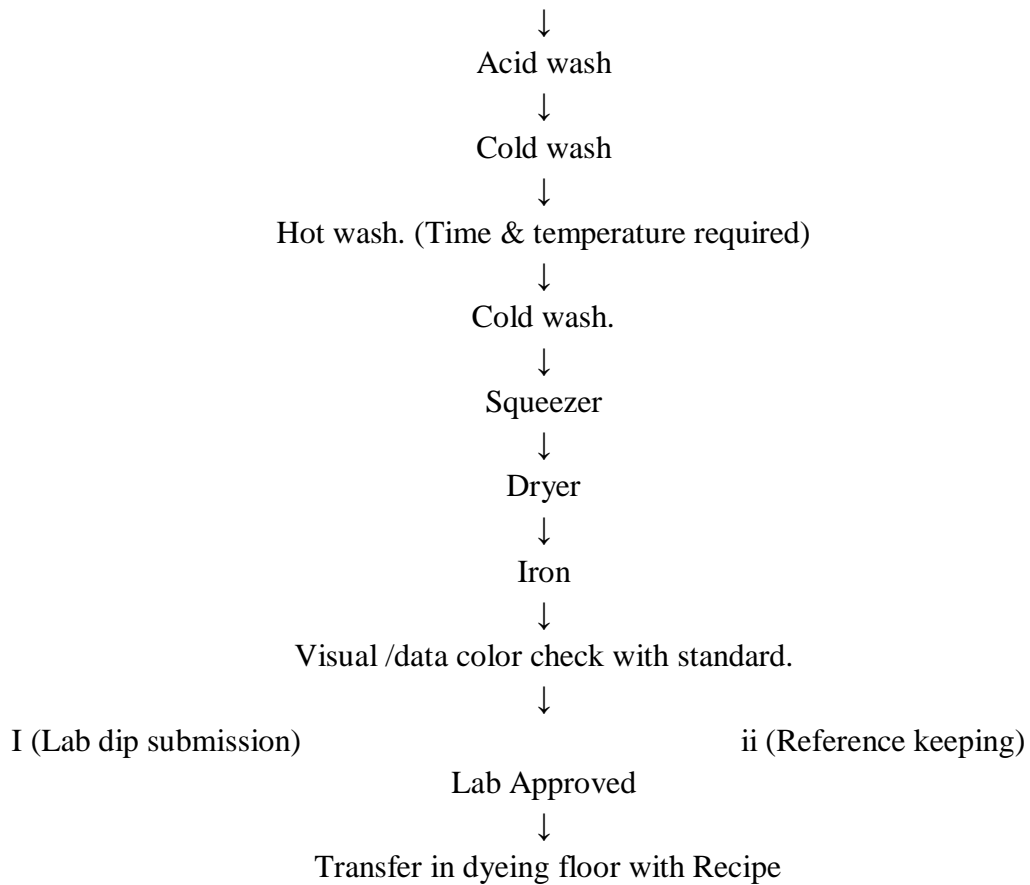 ↓
Acid wash
↓
Cold wash
↓
Hot wash. (Time & temperature required)
↓
Cold wash.
↓
Squeezer
↓
Dryer
↓
Iron
↓
Visual /data color check with standard.
↓
I (Lab dip submission) ii (Reference keeping)
Lab Approved
↓
Transfer in dyeing floor with Recipe